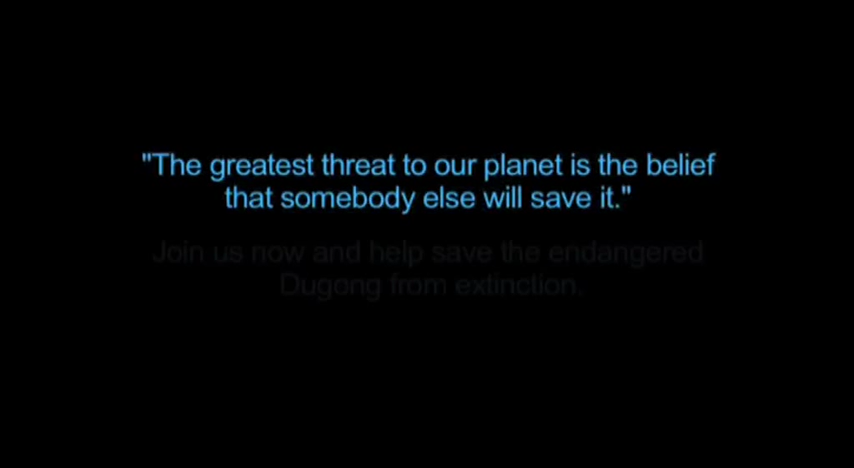 "The greatest threat to our planet is the belief
that somebody else will save it."
Join us now and help save the endangered
Dugong from extinction.